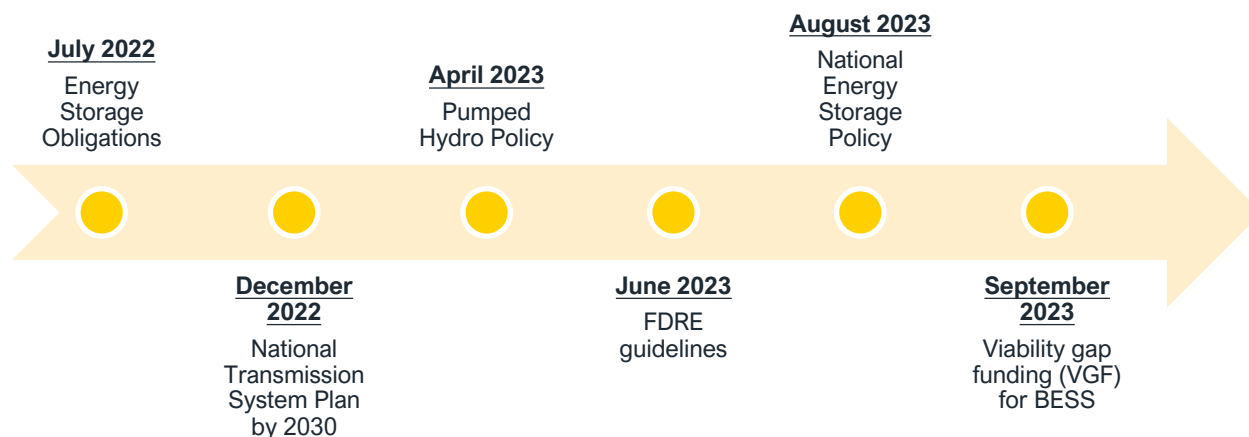 July 2022
Energy
Storage
Obligations
December
2022
National
Transmission
System Plan
by 2030
April 2023
Pumped
Hydro Policy
June 2023
FDRE
guidelines
August 2023
National
Energy
Storage
Policy
September
2023
Viability gap
funding (VGF)
for BESS